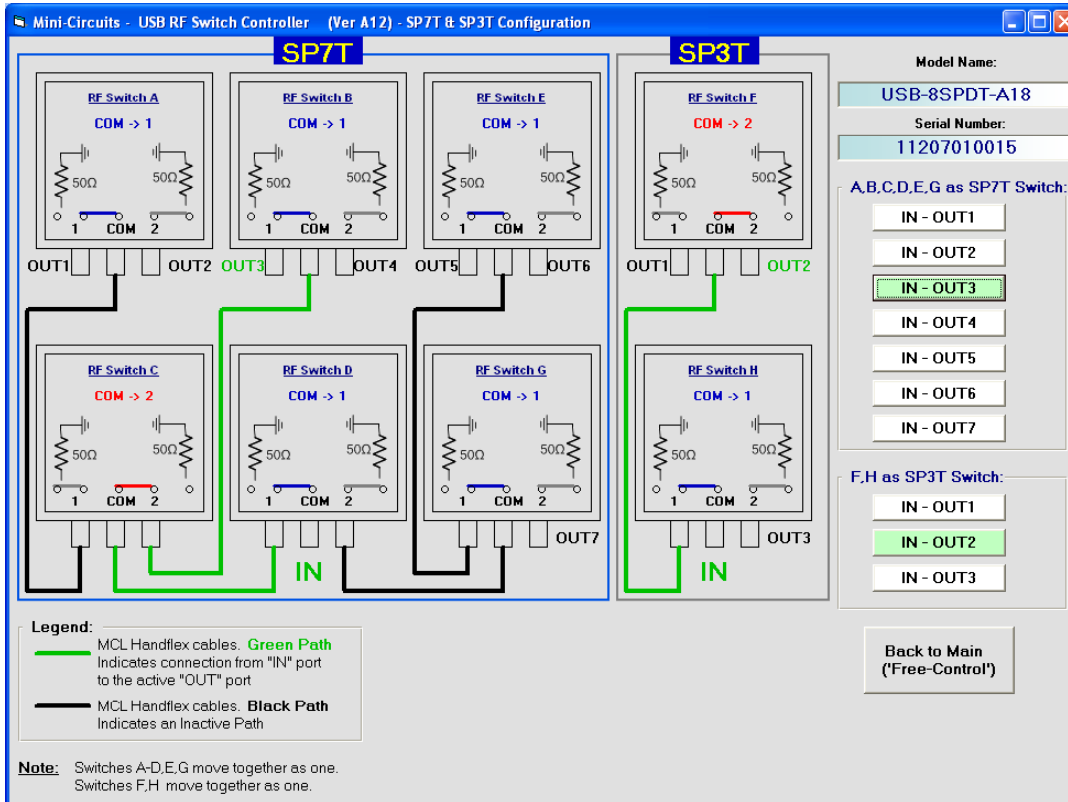 Mini-Circuits - USB RF Switch Controller (Ver A12) - SP7T & SP3T Configuration
SP7T
SP3T
RF Switch A
COM -> 1
50Ω
50Ω
1 COM 2
OUT1
OUT2
RF Switch B
COM -> 1
50Ω
50Ω
1 COM 2
OUT3
OUT4
RF Switch E
COM -> 1
50Ω
50Ω
1 COM 2
OUT5
OUT6
RF Switch F
COM -> 2
50Ω
50Ω
1 COM 2
OUT1
OUT2
RF Switch C
COM -> 2
50Ω
50Ω
1 COM 2
RF Switch D
COM -> 1
50Ω
50Ω
1 COM 2
IN
RF Switch G
COM -> 1
50Ω
50Ω
1 COM 2
OUT7
RF Switch H
COM -> 1
50Ω
50Ω
1 COM 2
OUT3
IN
Model Name:
USB-8SPDT-A18
Serial Number:
11207010015
A,B,C,D,E,G as SP7T Switch:
IN - OUT1
IN - OUT2
IN - OUT3
IN - OUT4
IN - OUT5
IN - OUT6
IN - OUT7
F,H as SP3T Switch:
IN - OUT1
IN - OUT2
IN - OUT3
Back to Main
('Free-Control')
Legend:
MCL Handflex cables. Green Path
Indicates connection from "IN" port
to the active "OUT" port
MCL Handflex cables. Black Path
Indicates an Inactive Path
Note: Switches A-D,E,G move together as one.
Switches F,H move together as one.